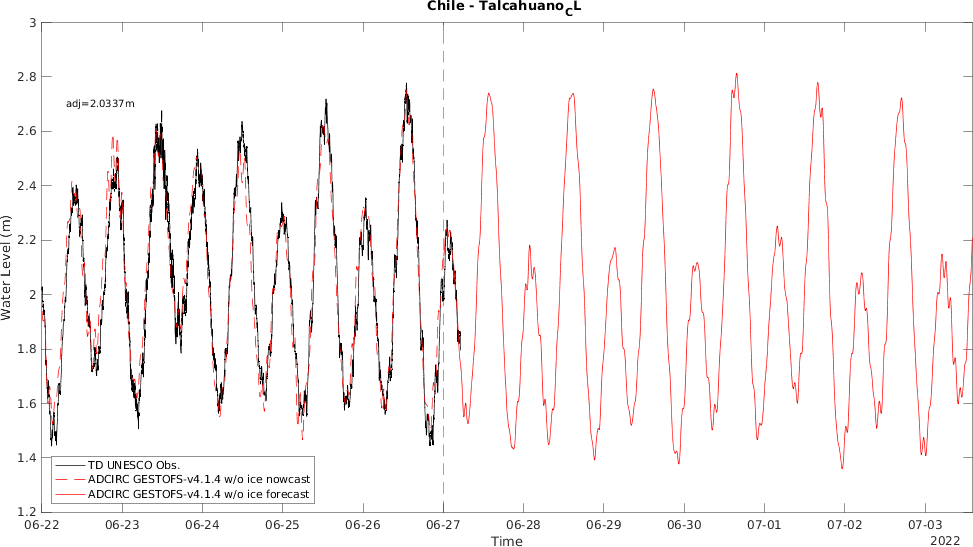 Chile - Talcahuano_CL
3
2.8
adj=2.0337m
2.6
2.4
2.2
Water Level (m)
2
1.8
1.6
1.4
TD UNESCO Obs.
ADCIRC GESTOFS-v4.1.4 w/o ice nowcast
ADCIRC GESTOFS-v4.1.4 w/o ice forecast
1.2
06-22 06-23 06-24 06-25 06-26 06-27 06-28 06-29 06-30 07-01 07-02 07-03
Time 2022